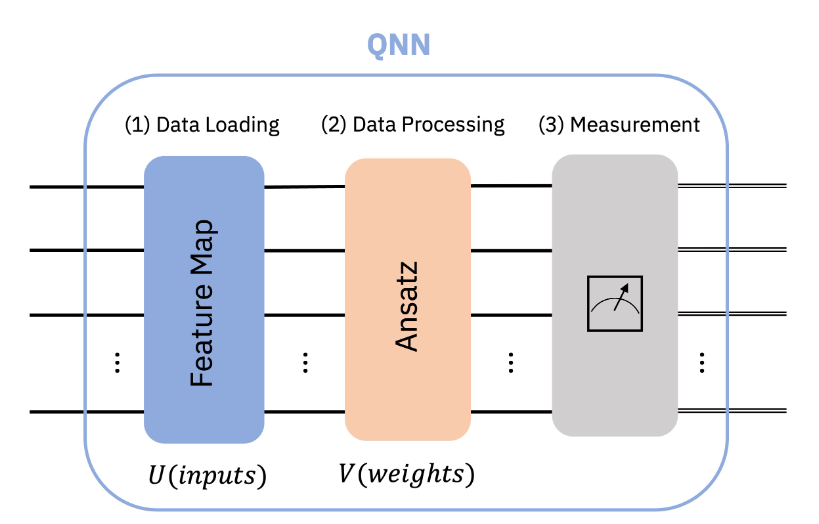 QNN
(1) Data Loading
(2) Data Processing
(3) Measurement
Feature Map
Ansatz
U(inputs)
V(weights)